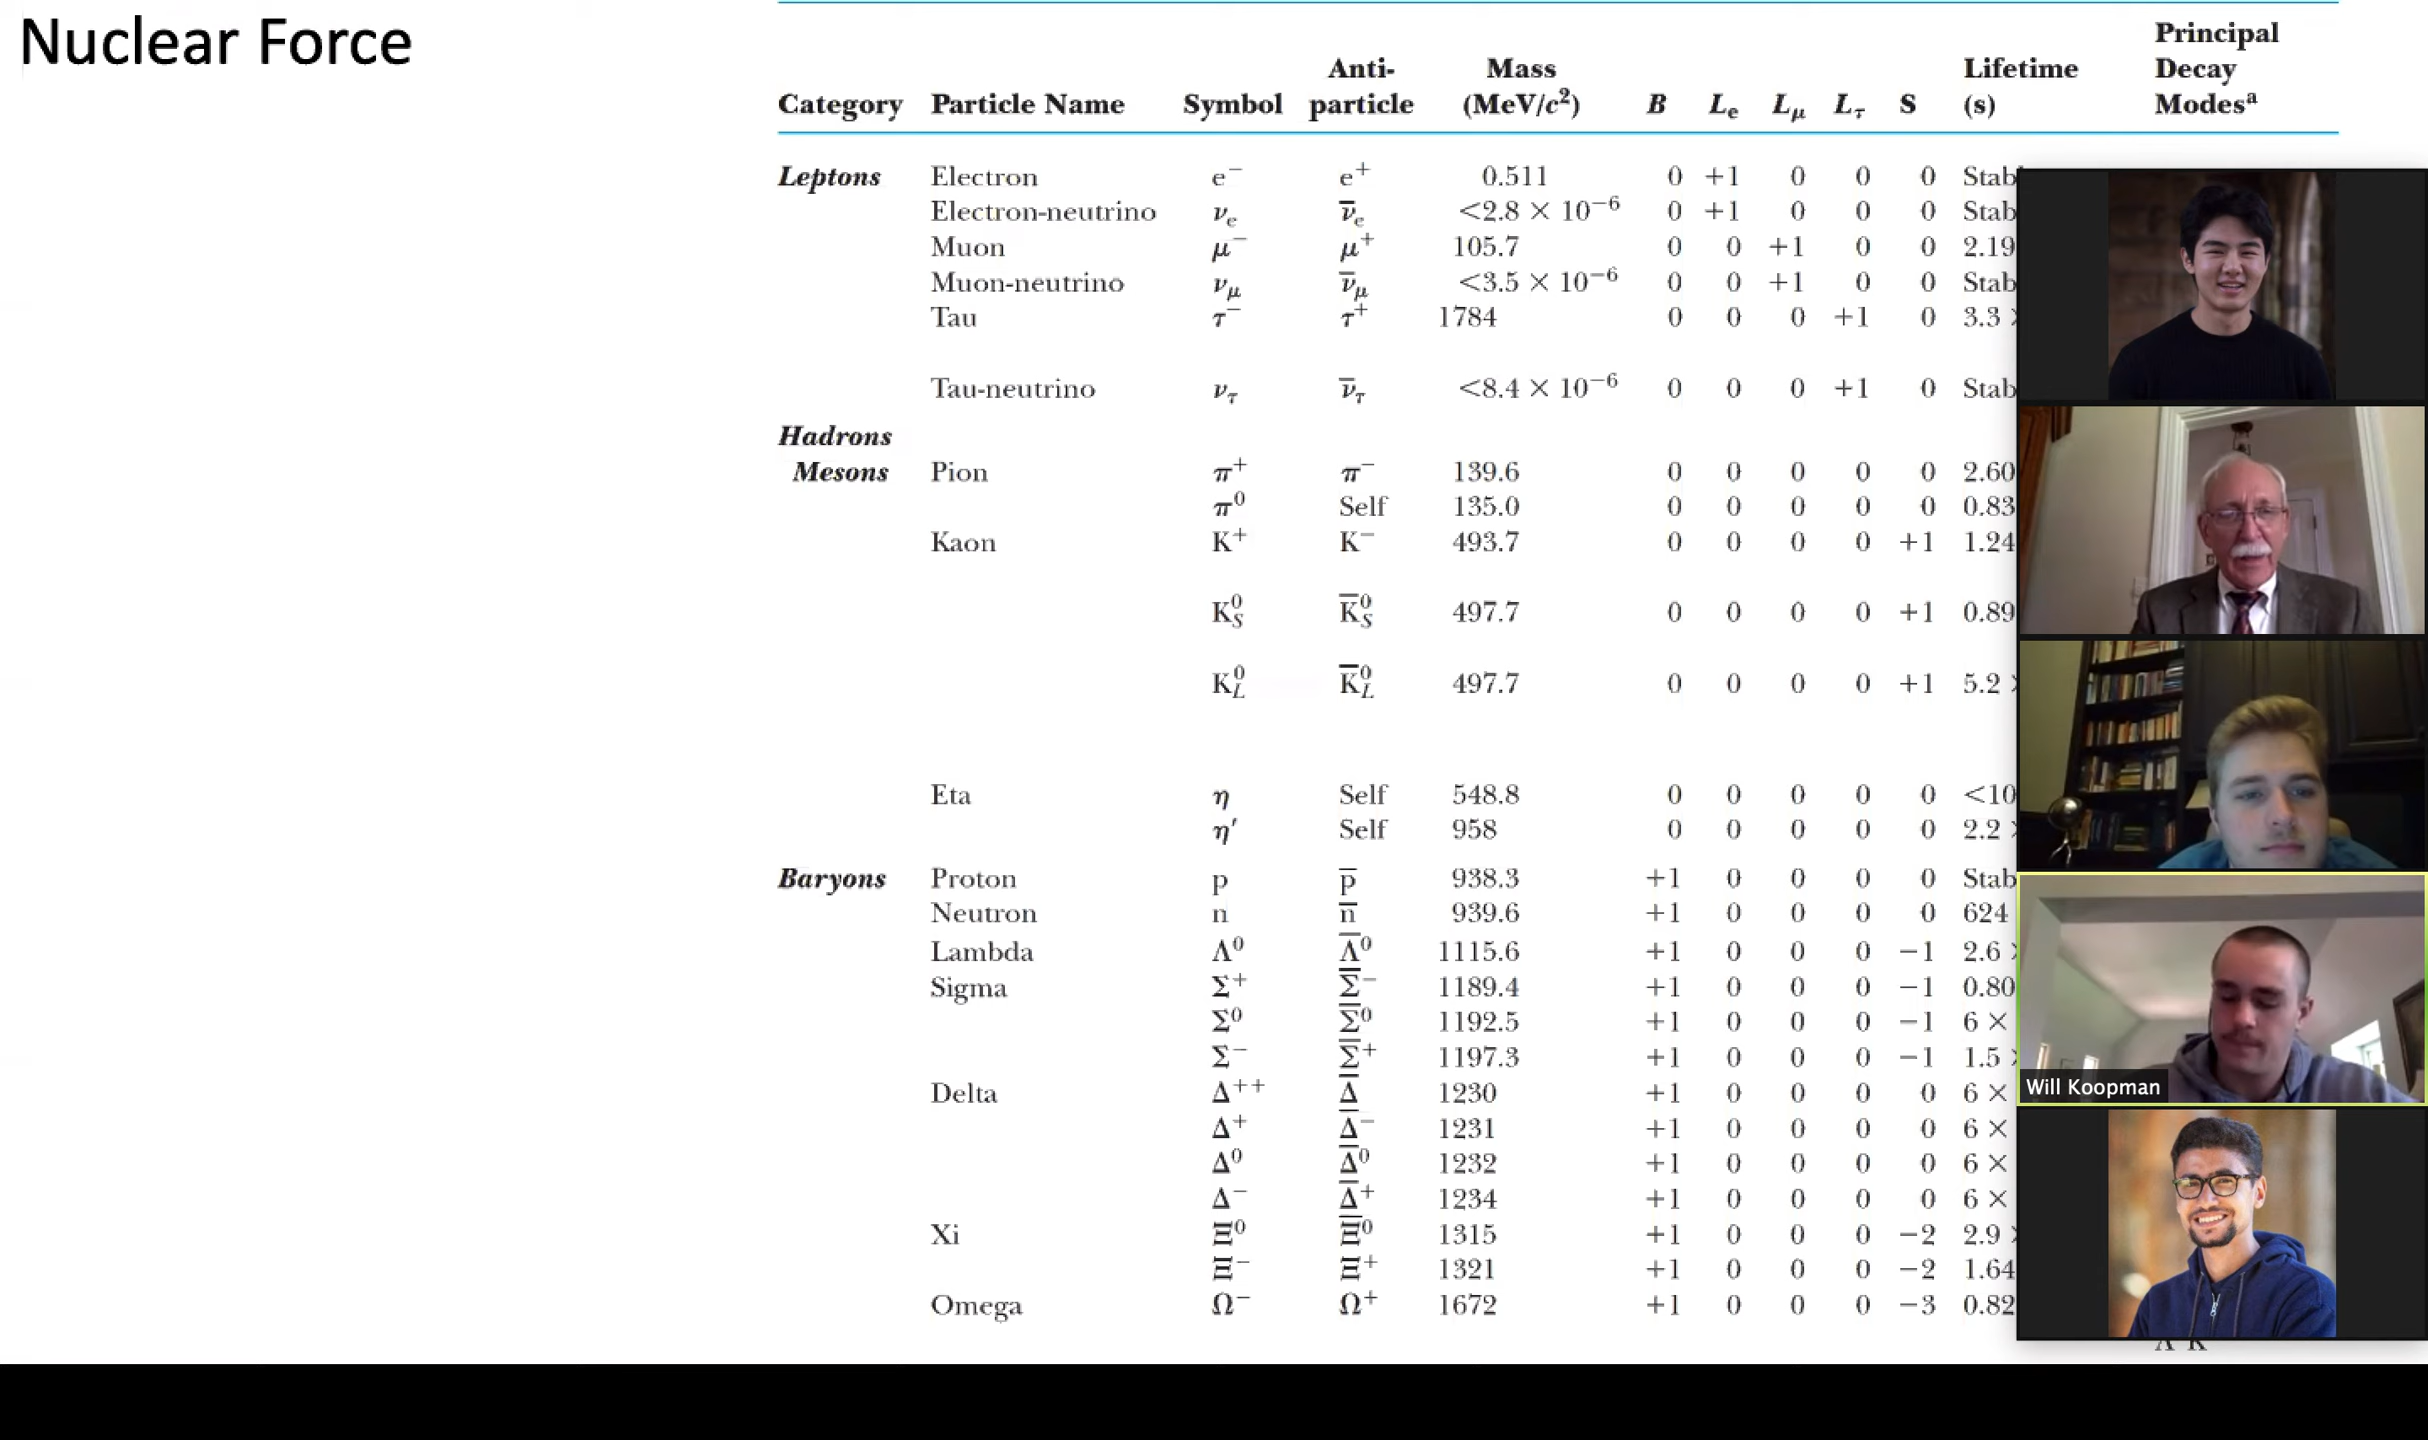 Nuclear Force
Principal
Anti- Mass Lifetime Decay
Category Particle Name Symbol particle (MeV/c²) B Lₑ L_μ L_τ S (s) Modesᵃ
Leptons Electron e⁻ e⁺ 0.511 0 +1 0 0 0 Stab
Electron-neutrino νₑ ν̅ₑ <2.8 × 10⁻⁶ 0 +1 0 0 0 Stab
Muon μ⁻ μ⁺ 105.7 0 0 +1 0 0 2.19
Muon-neutrino ν_μ ν̅_μ <3.5 × 10⁻⁶ 0 0 +1 0 0 Stab
Tau τ⁻ τ⁺ 1784 0 0 0 +1 0 3.3
Tau-neutrino ν_τ ν̅_τ <8.4 × 10⁻⁶ 0 0 0 +1 0 Stab
Hadrons
Mesons Pion π⁺ π⁻ 139.6 0 0 0 0 0 2.60
π⁰ Self 135.0 0 0 0 0 0 0.83
Kaon K⁺ K⁻ 493.7 0 0 0 0 +1 1.24
K⁰_S K̅⁰_S 497.7 0 0 0 0 +1 0.89
K⁰_L K̅⁰_L 497.7 0 0 0 0 +1 5.2
Eta η Self 548.8 0 0 0 0 0 <10
η′ Self 958 0 0 0 0 0 2.2
Baryons Proton p p̅ 938.3 +1 0 0 0 0 Stab
Neutron n n̅ 939.6 +1 0 0 0 0 624
Lambda Λ⁰ Λ̅⁰ 1115.6 +1 0 0 0 −1 2.6
Sigma Σ⁺ Σ̅⁻ 1189.4 +1 0 0 0 −1 0.80
Σ⁰ Σ̅⁰ 1192.5 +1 0 0 0 −1 6 ×
Σ⁻ Σ̅⁺ 1197.3 +1 0 0 0 −1 1.5
Delta Δ⁺⁺ Δ̅ 1230 +1 0 0 0 0 6 ×
Δ⁺ Δ̅⁻ 1231 +1 0 0 0 0 6 ×
Δ⁰ Δ̅⁰ 1232 +1 0 0 0 0 6 ×
Δ⁻ Δ̅⁺ 1234 +1 0 0 0 0 6 ×
Xi Ξ⁰ Ξ̅⁰ 1315 +1 0 0 0 −2 2.9
Ξ⁻ Ξ⁺ 1321 +1 0 0 0 −2 1.64
Omega Ω⁻ Ω⁺ 1672 +1 0 0 0 −3 0.82
Will Koopman